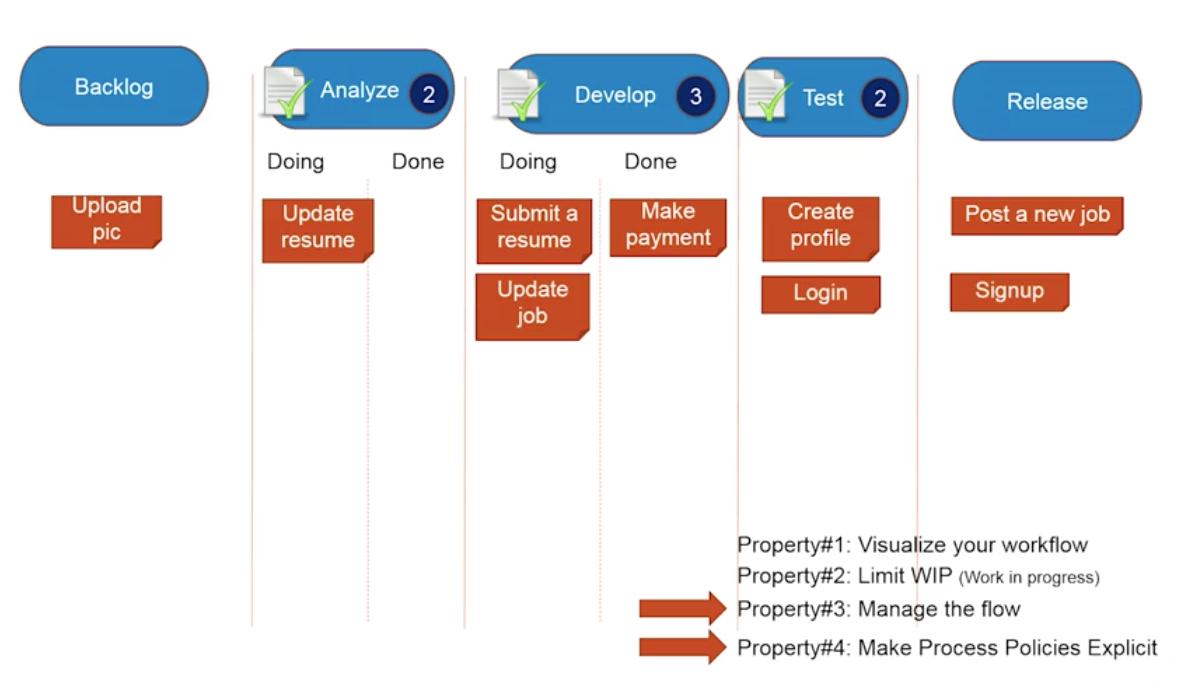 Backlog
Analyze 2
Develop 3
Test 2
Release
Doing Done
Doing Done
Upload
pic
Update
resume
Submit a
resume
Make
payment
Create
profile
Post a new job
Update
job
Login
Signup
Property#1: Visualize your workflow
Property#2: Limit WIP (Work in progress)
Property#3: Manage the flow
Property#4: Make Process Policies Explicit